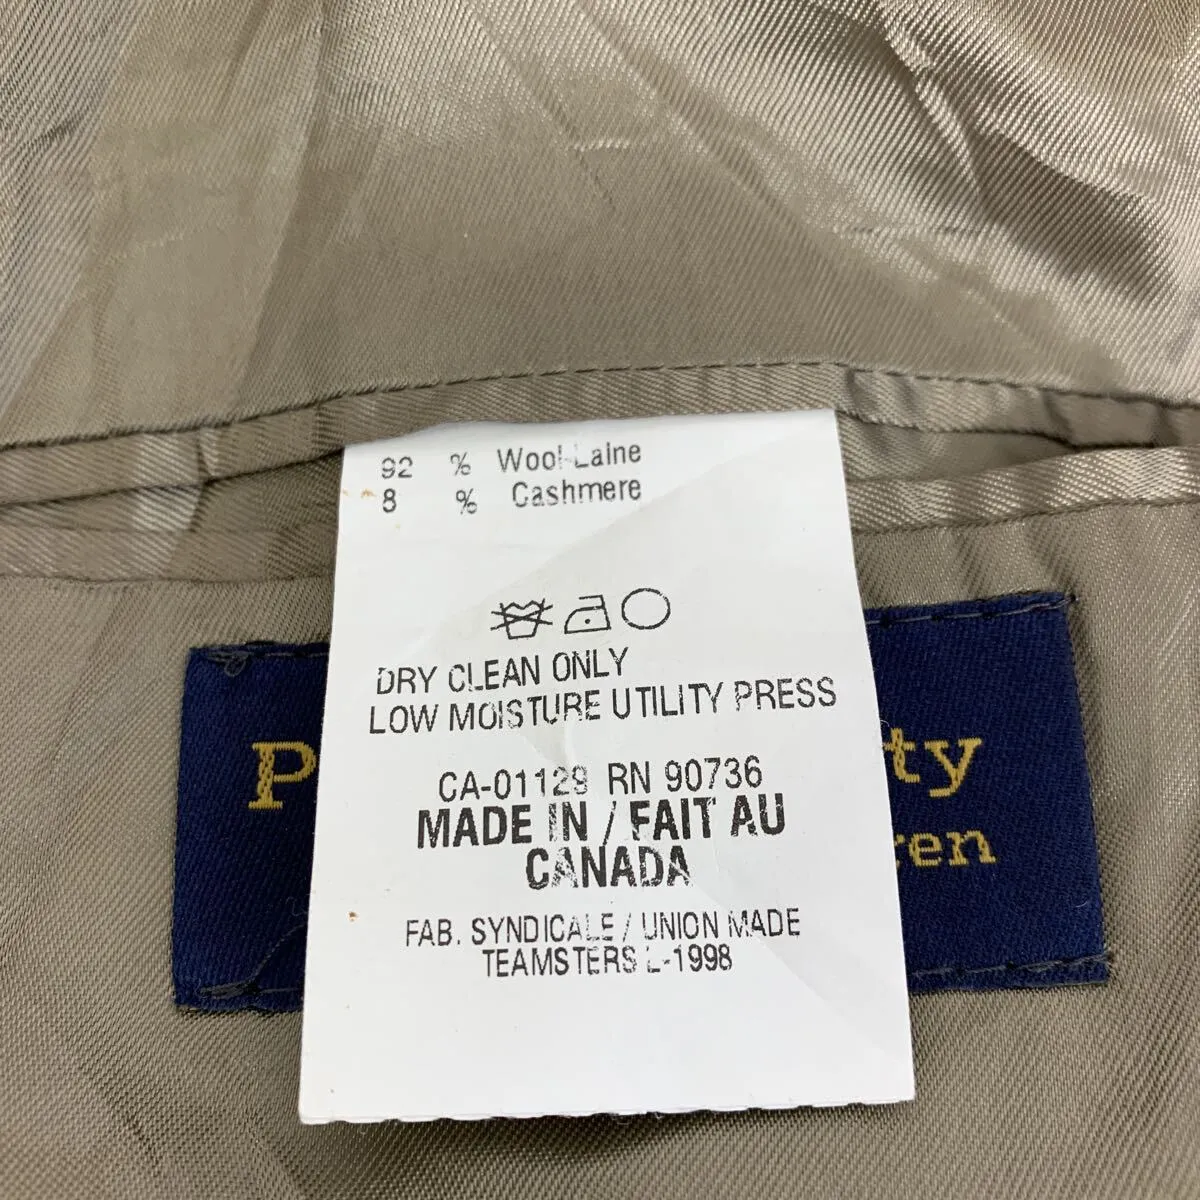 92 % Wool-Laine
8 % Cashmere
DRY CLEAN ONLY
LOW MOISTURE UTILITY PRESS
CA-01129 RN 90736
MADE IN / FAIT AU
CANADA
FAB. SYNDICALE / UNION MADE
TEAMSTERS L-1998